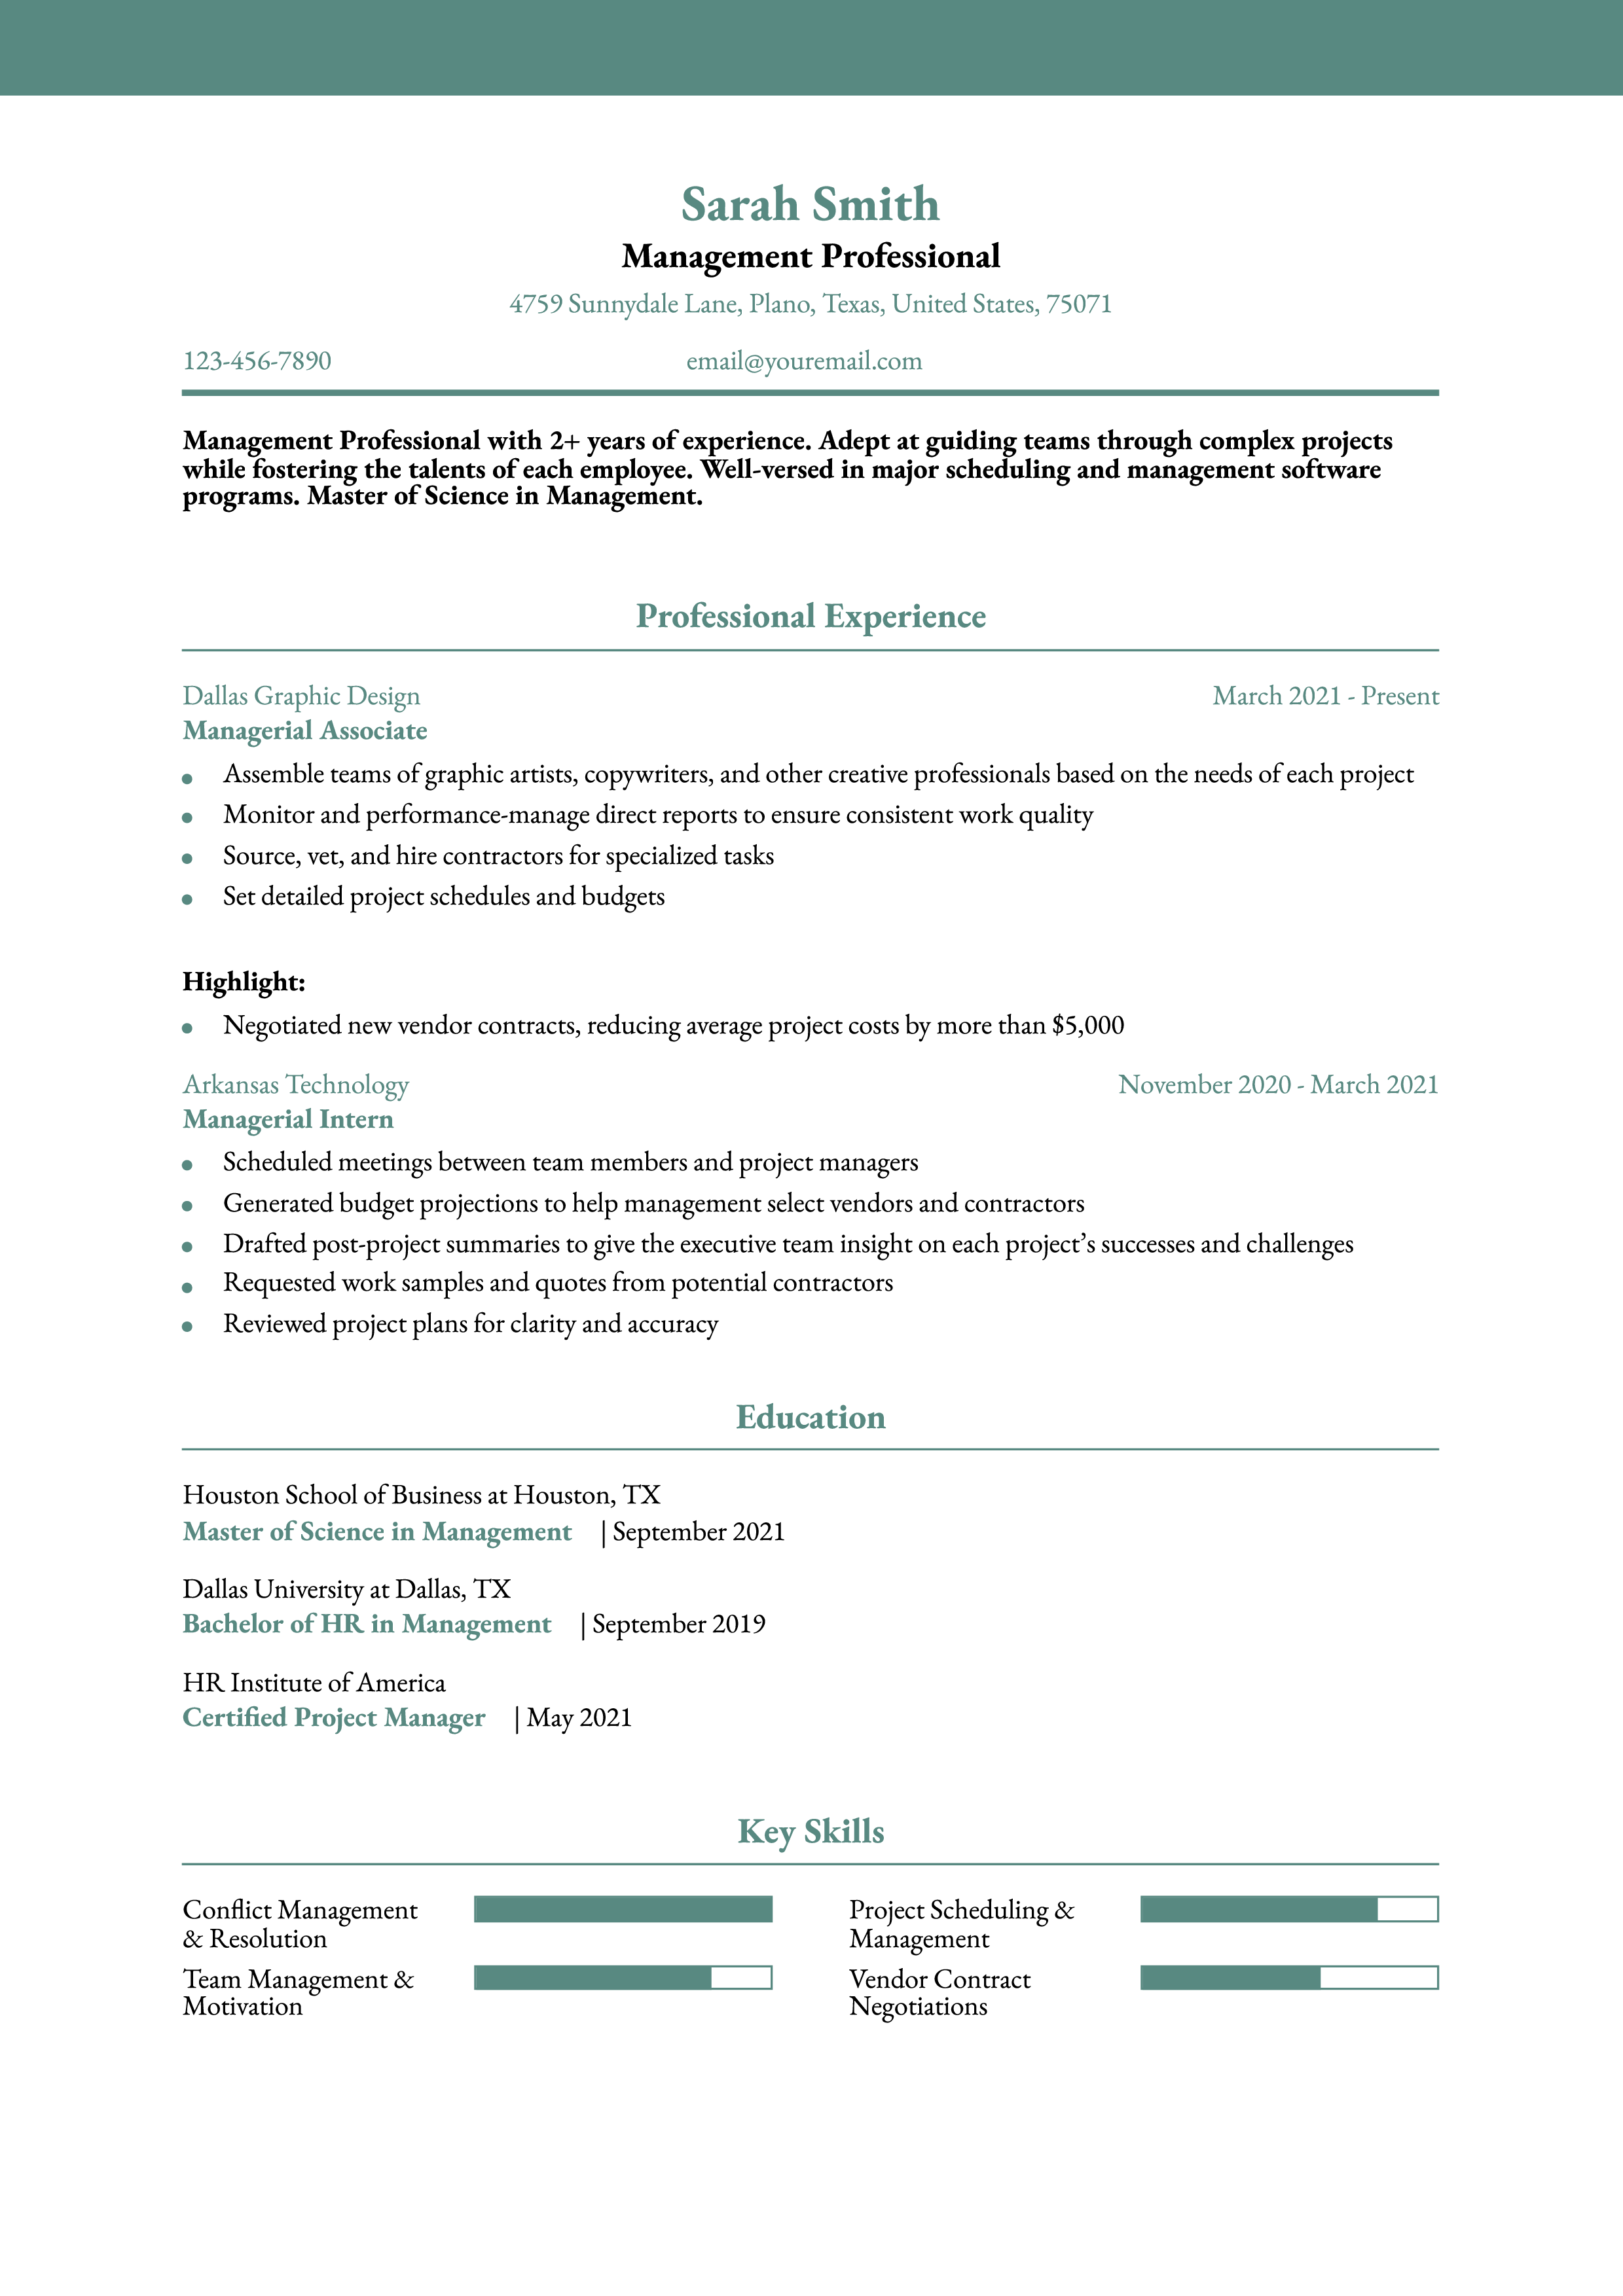 Sarah Smith
Management Professional
4759 Sunnydale Lane, Plano, Texas, United States, 75071
123-456-7890 email@youremail.com
Management Professional with 2+ years of experience. Adept at guiding teams through complex projects
while fostering the talents of each employee. Well-versed in major scheduling and management software
programs. Master of Science in Management.
Professional Experience
Dallas Graphic Design March 2021 - Present
Managerial Associate
• Assemble teams of graphic artists, copywriters, and other creative professionals based on the needs of each project
• Monitor and performance-manage direct reports to ensure consistent work quality
• Source, vet, and hire contractors for specialized tasks
• Set detailed project schedules and budgets
Highlight:
• Negotiated new vendor contracts, reducing average project costs by more than $5,000
Arkansas Technology November 2020 - March 2021
Managerial Intern
• Scheduled meetings between team members and project managers
• Generated budget projections to help management select vendors and contractors
• Drafted post-project summaries to give the executive team insight on each project’s successes and challenges
• Requested work samples and quotes from potential contractors
• Reviewed project plans for clarity and accuracy
Education
Houston School of Business at Houston, TX
Master of Science in Management | September 2021
Dallas University at Dallas, TX
Bachelor of HR in Management | September 2019
HR Institute of America
Certified Project Manager | May 2021
Key Skills
Conflict Management
& Resolution
Project Scheduling &
Management
Team Management &
Motivation
Vendor Contract
Negotiations